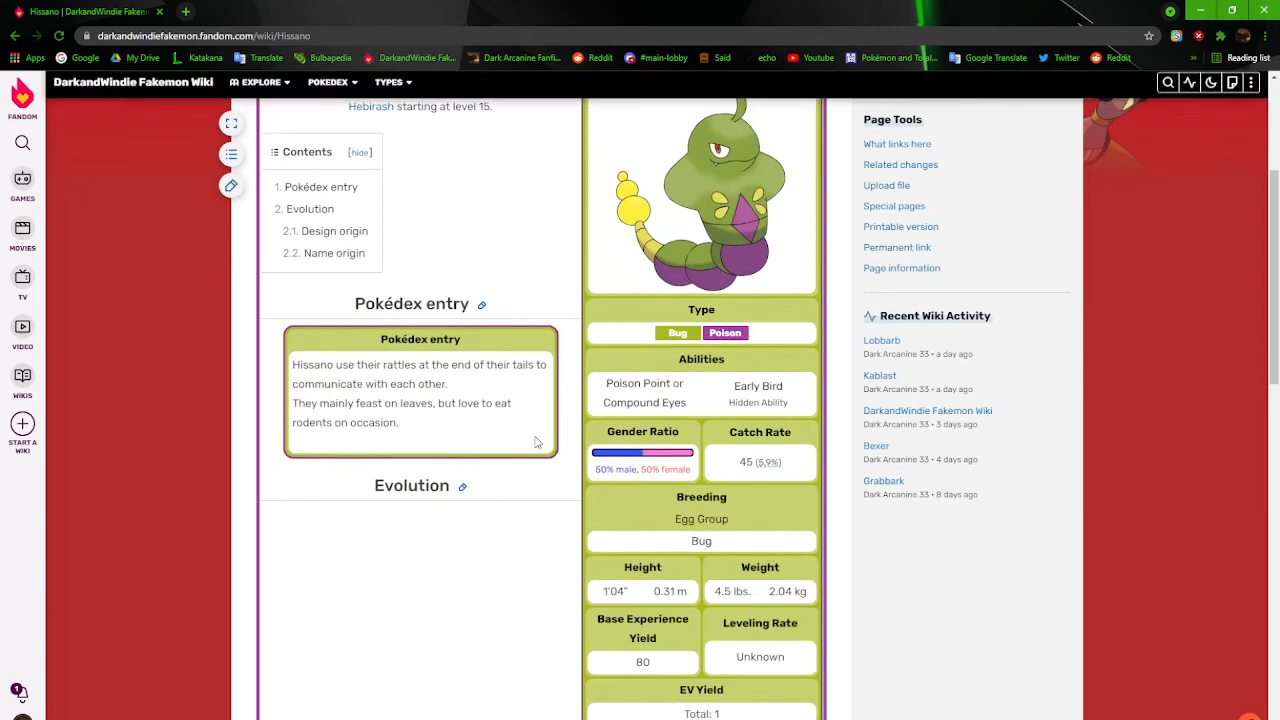 Hissano | DarkandWindie Fakem
darkandwindiefakemon.fandom.com/wiki/Hissano
Apps Google My Drive Katakana Translate Bulbapedia DarkandWindie Fakem... Dark Arcanine Fanfi... Reddit #main-lobby Said echo Youtube Pokémon and Total... Google Translate Twitter Reddit » Reading list
DarkandWindie Fakemon Wiki EXPLORE POKEDEX TYPES
FANDOM
GAMES
MOVIES
TV
VIDEO
WIKIS
START A
WIKI
1
Hebirash starting at level 15.
Contents [hide]
1. Pokédex entry
2. Evolution
2.1. Design origin
2.2. Name origin
Pokédex entry
Pokédex entry
Hissano use their rattles at the end of their tails to
communicate with each other.
They mainly feast on leaves, but love to eat
rodents on occasion.
Evolution
Type
Bug Poison
Abilities
Poison Point or
Compound Eyes
Early Bird
Hidden Ability
Gender Ratio
50% male, 50% female
Catch Rate
45 (5.9%)
Breeding
Egg Group
Bug
Height
1'04" 0.31 m
Weight
4.5 lbs. 2.04 kg
Base Experience
Yield
80
Leveling Rate
Unknown
EV Yield
Total: 1
Page Tools
What links here
Related changes
Upload file
Special pages
Printable version
Permanent link
Page information
Recent Wiki Activity
Lobbarb
Dark Arcanine 33 • a day ago
Kablast
Dark Arcanine 33 • a day ago
DarkandWindie Fakemon Wiki
Dark Arcanine 33 • 3 days ago
Bexer
Dark Arcanine 33 • 4 days ago
Grabbark
Dark Arcanine 33 • 8 days ago